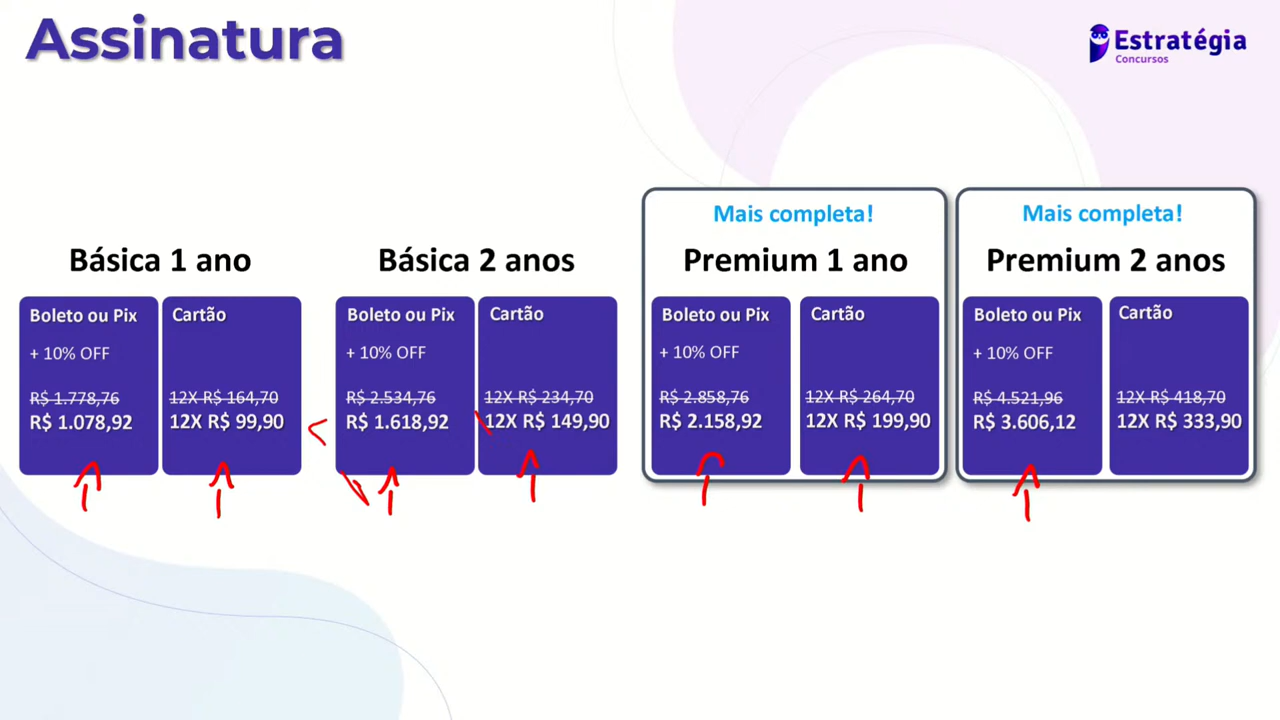 Assinatura
Estratégia
Concursos
Básica 1 ano
Boleto ou Pix
+ 10% OFF
R$ 1.778,76
R$ 1.078,92
Cartão
12X R$ 164,70
12X R$ 99,90
Básica 2 anos
Boleto ou Pix
+ 10% OFF
R$ 2.534,76
R$ 1.618,92
Cartão
12X R$ 234,70
12X R$ 149,90
Mais completa!
Premium 1 ano
Boleto ou Pix
+ 10% OFF
R$ 2.858,76
R$ 2.158,92
Cartão
12X R$ 264,70
12X R$ 199,90
Mais completa!
Premium 2 anos
Boleto ou Pix
+ 10% OFF
R$ 4.521,96
R$ 3.606,12
Cartão
12X R$ 418,70
12X R$ 333,90